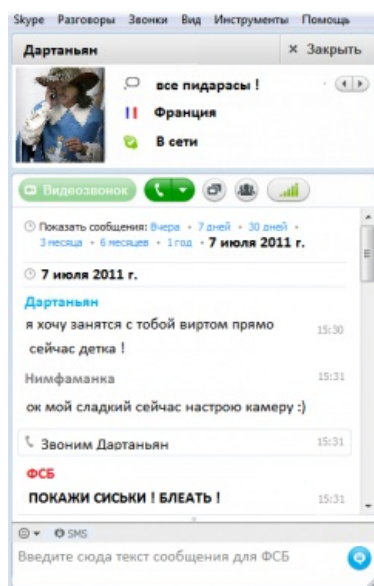 Skype Разговоры Звонки Вид Инструменты Помощь
Дартаньян × Закрыть
все пидарасы !
Франция
В сети
Видеозвонок
Показать сообщения: Вчера • 7 дней • 30 дней •
3 месяца • 6 месяцев • 1 год • 7 июля 2011 г.
7 июля 2011 г.
Дартаньян
я хочу занятся с тобой виртом прямо 15:30
сейчас детка !
Нимфаманка 15:31
ок мой сладкий сейчас настрою камеру :)
Звоним Дартаньян 15:31
ФСБ
ПОКАЖИ СИСЬКИ ! БЛЕАТЬ ! 15:31
SMS
Введите сюда текст сообщения для ФСБ